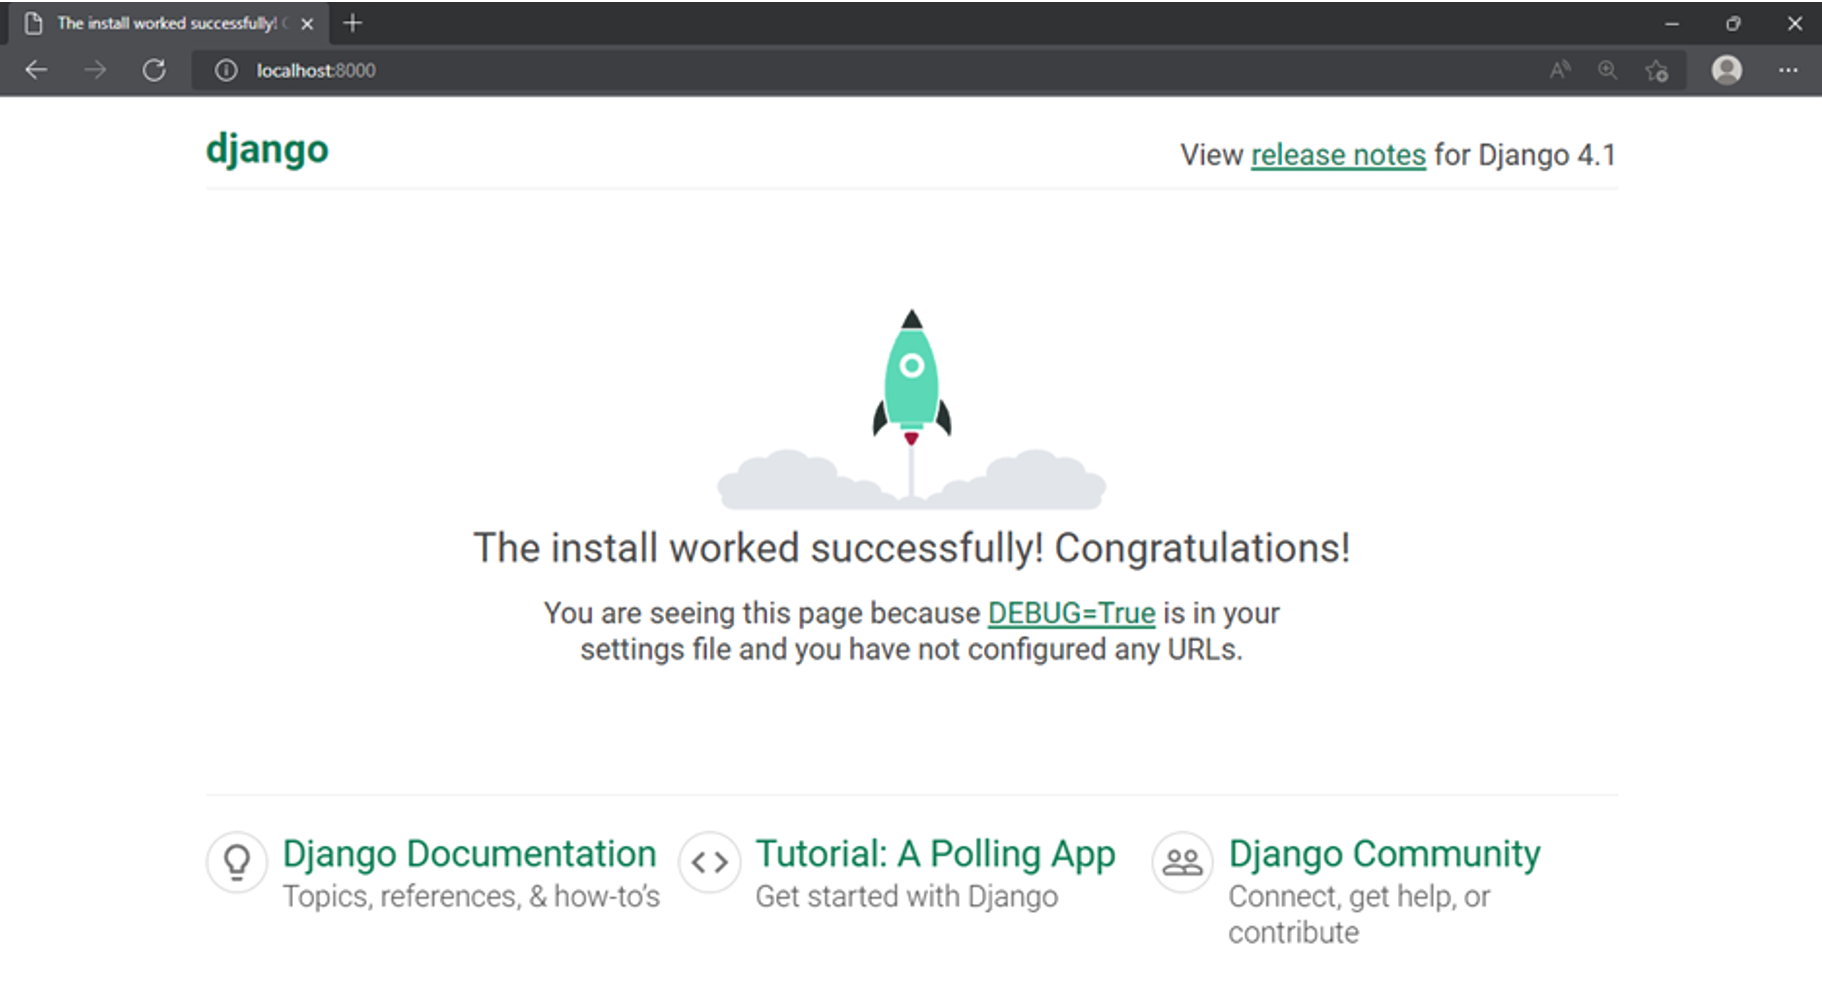 The install worked successfully!
localhost:8000
django
View release notes for Django 4.1
The install worked successfully! Congratulations!
You are seeing this page because DEBUG=True is in your
settings file and you have not configured any URLs.
Django Documentation
Topics, references, & how-to’s
Tutorial: A Polling App
Get started with Django
Django Community
Connect, get help, or
contribute